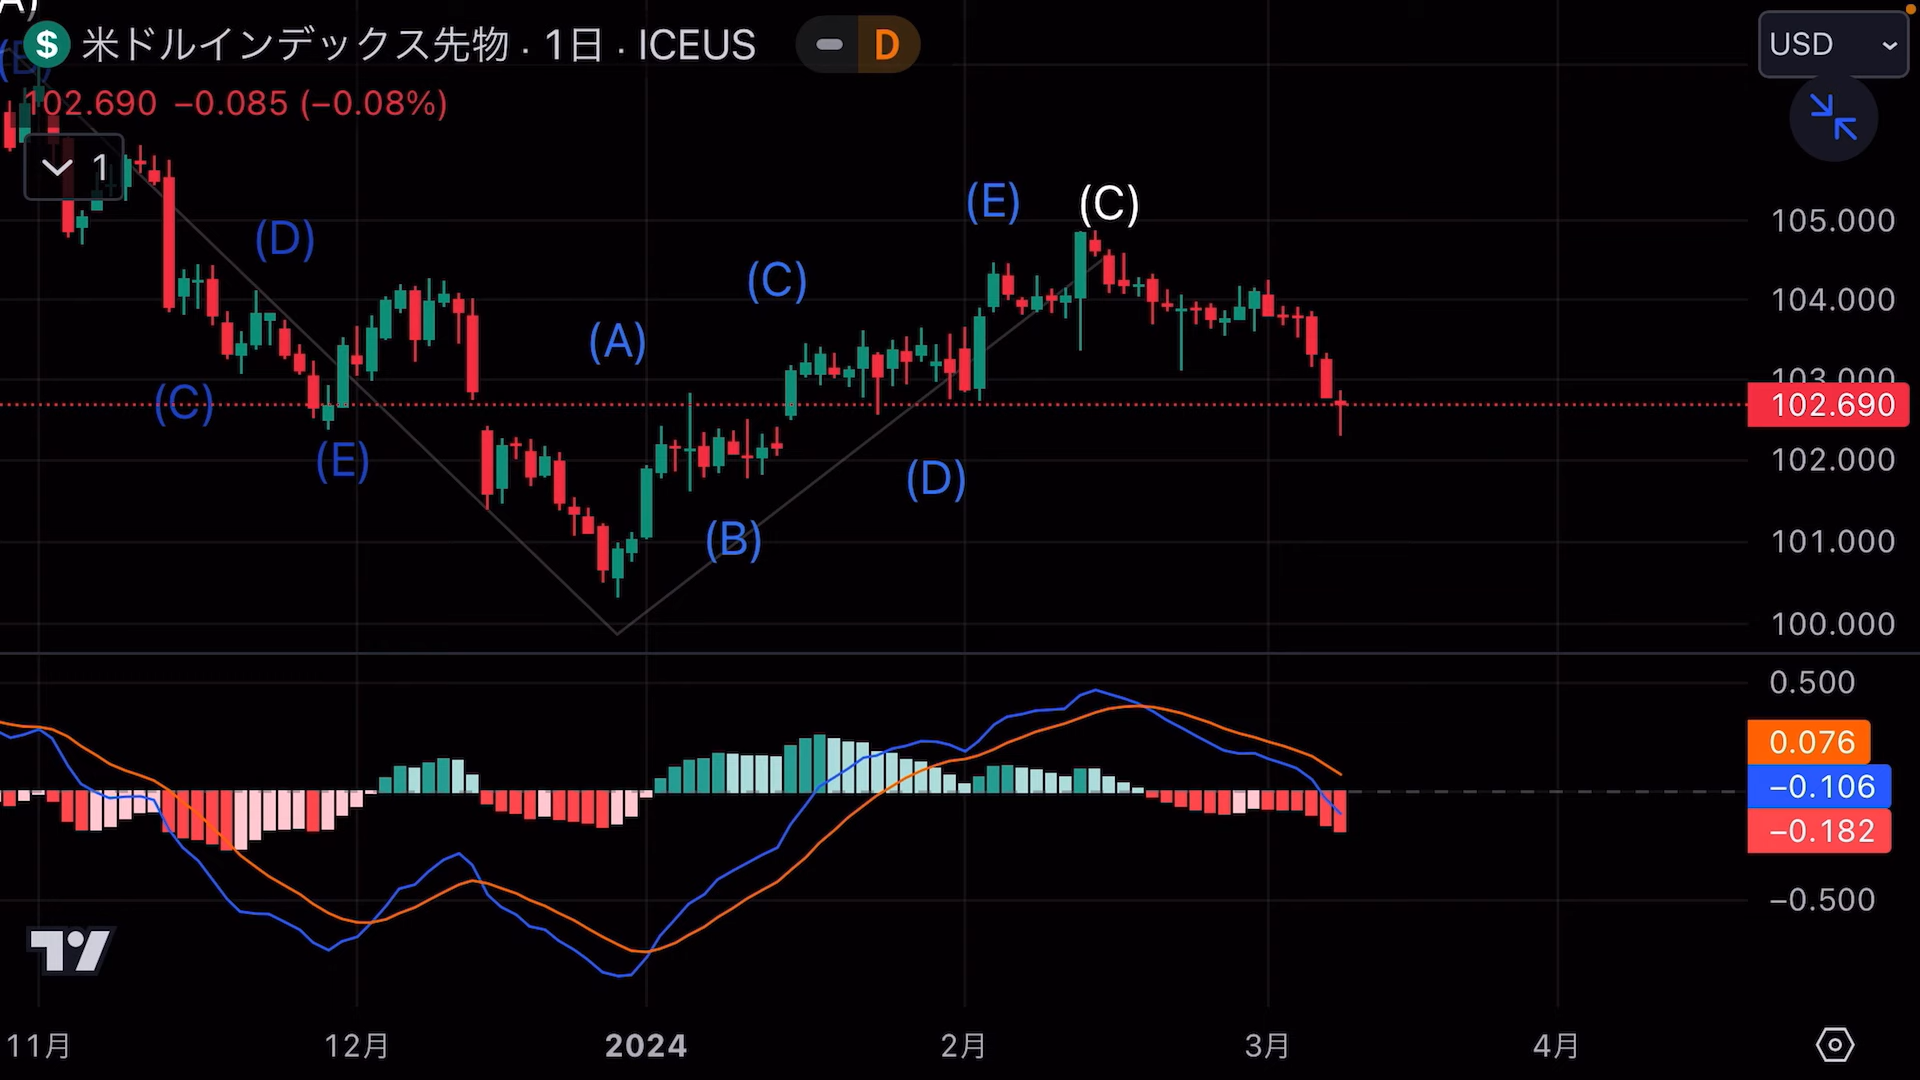 A)
米ドルインデックス先物 · 1日 · ICEUS
D
USD
(B)
102.690 −0.085 (−0.08%)
1
(E)
(C)
105.000
(D)
(C)
104.000
(A)
103.000
(C)
102.690
(E)
102.000
(D)
(B)
101.000
100.000
0.500
0.076
−0.106
−0.182
−0.500
11月
12月
2024
2月
3月
4月